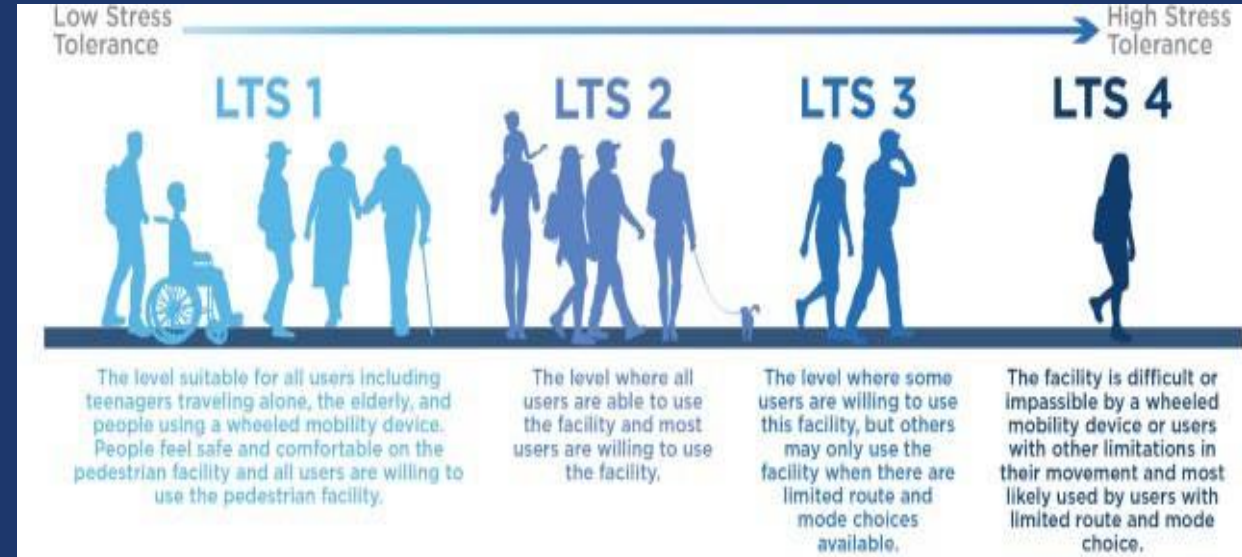 Low Stress
Tolerance
High Stress
Tolerance
LTS 1
LTS 2
LTS 3
LTS 4
The level suitable for all users including
teenagers traveling alone, the elderly, and
people using a wheeled mobility device.
People feel safe and comfortable on the
pedestrian facility and all users are willing to
use the pedestrian facility.
The level where all
users are able to use
the facility and most
users are willing to use
the facility.
The level where some
users are willing to use
this facility, but others
may only use the
facility when there are
limited route and
mode choices
available.
The facility is difficult or
impassible by a wheeled
mobility device or users
with other limitations in
their movement and most
likely used by users with
limited route and mode
choice.